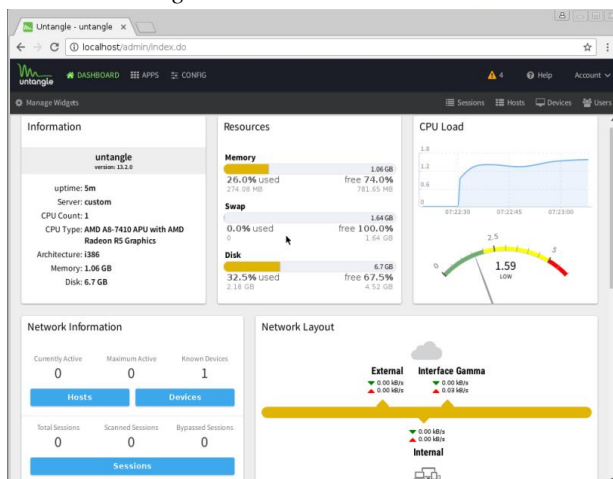 Untangle - untangle
localhost/admin/index.do
untangle
DASHBOARD APPS CONFIG 4 Help Account
Manage Widgets Sessions Hosts Devices Users
Information
untangle
version: 13.2.0
uptime: 5m
Server: custom
CPU Count: 1
CPU Type: AMD A8-7410 APU with AMD
Radeon R5 Graphics
Architecture: i386
Memory: 1.06 GB
Disk: 6.7 GB
Resources
Memory
1.06 GB
26.0% used free 74.0%
274.08 MB 781.65 MB
Swap
1.64 GB
0.0% used free 100.0%
0 1.64 GB
Disk
6.7 GB
32.5% used free 67.5%
2.18 GB 4.52 GB
CPU Load
1.8
1.2
0.6
0
07:22:30 07:22:45 07:23:00
0 2.5 5
1.59
LOW
Network Information
Currently Active Maximum Active Known Devices
0 0 1
Hosts Devices
Total Sessions Scanned Sessions Bypassed Sessions
0 0 0
Sessions
Network Layout
External Interface Gamma
0.00 kB/s 0.00 kB/s
0.00 kB/s 0.03 kB/s
0.00 kB/s
0.00 kB/s
Internal